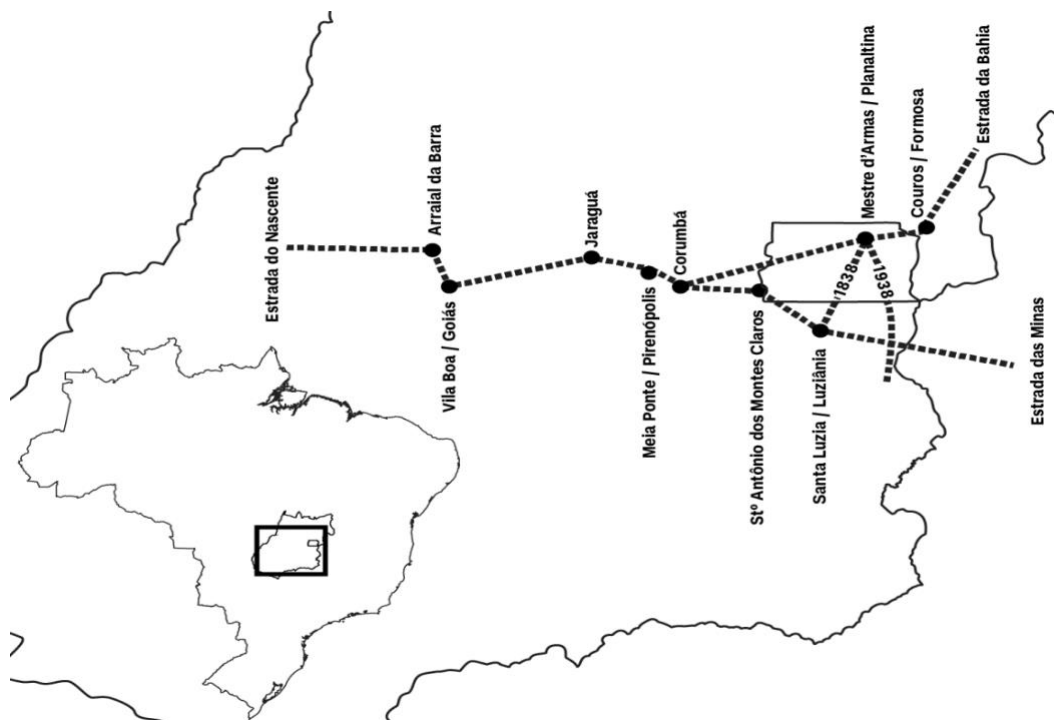 Estrada do Nascente
Arraial da Barra
Vila Boa / Goiás
Jaraguá
Meia Ponte / Pirenópolis
Corumbá
Stº Antônio dos Montes Claros
Santa Luzia / Luziânia
1838
1938
Mestre d'Armas / Planaltina
Couros / Formosa
Estrada da Bahia
Estrada das Minas